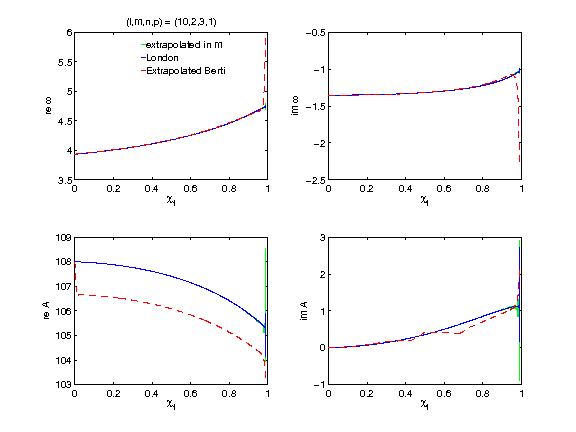 (l,m,n,p) = (10,2,3,1)
6
5.5
5
4.5
4
3.5
re ω
extrapolated in m
London
Extrapolated Berti
0 0.2 0.4 0.6 0.8 1
χf
-0.5
-1
-1.5
-2
-2.5
im ω
0 0.2 0.4 0.6 0.8 1
χf
109
108
107
106
105
104
103
re A
0 0.2 0.4 0.6 0.8 1
χf
3
2
1
0
-1
im A
0 0.2 0.4 0.6 0.8 1
χf